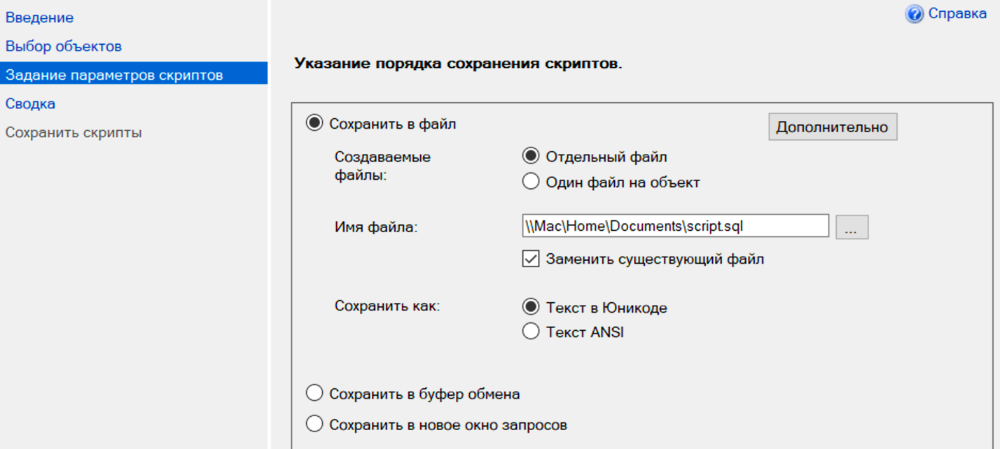 Введение
Выбор объектов
Задание параметров скриптов
Сводка
Сохранить скрипты
Справка
Указание порядка сохранения скриптов.
Сохранить в файл
Дополнительно
Создаваемые
файлы:
Отдельный файл
Один файл на объект
Имя файла:
\\Mac\Home\Documents\script.sql
...
Заменить существующий файл
Сохранить как:
Текст в Юникоде
Текст ANSI
Сохранить в буфер обмена
Сохранить в новое окно запросов